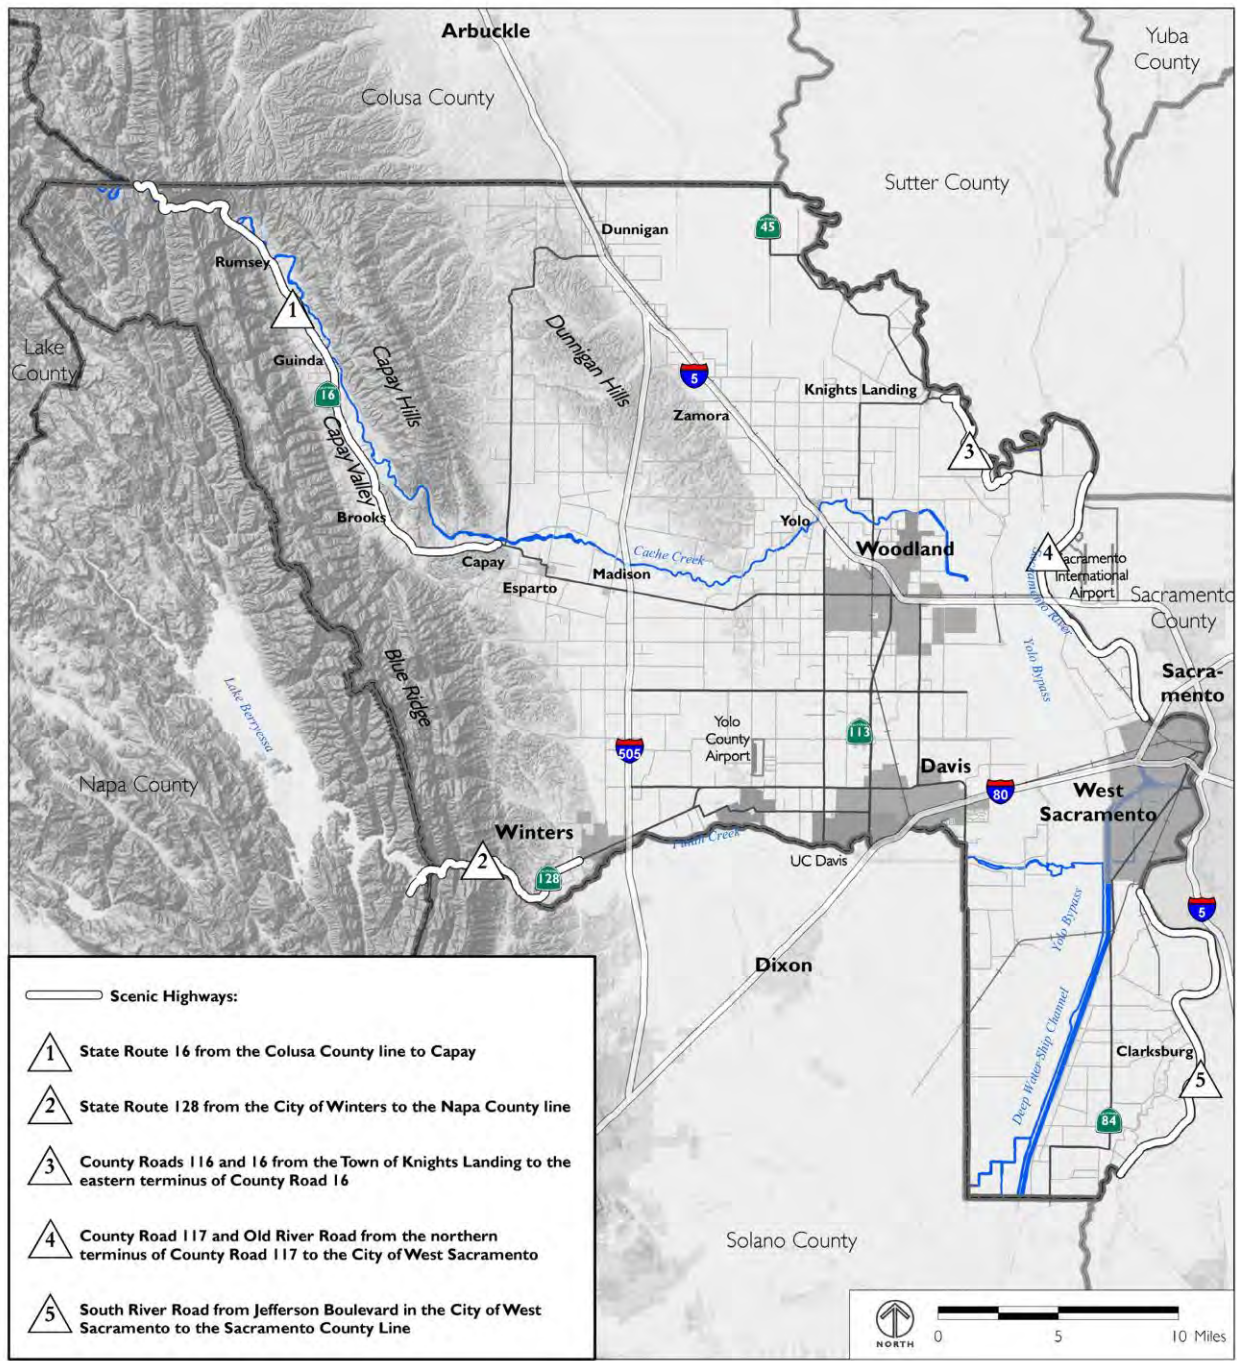 Arbuckle
Yuba
County
Colusa County
Sutter County
45
Dunnigan
Rumsey
1
Lake
County
Guinda
Capay Hills
Dunnigan Hills
5
16
Knights Landing
Zamora
3
Capay Valley
Brooks
Yolo
Woodland
Cache Creek
4
Sacramento River
acramento
International
Airport
Capay
Madison
Esparto
Sacramento
County
Blue Ridge
Yolo Bypass
Sacra-
mento
Lake Berryessa
Yolo
County
Airport
113
505
Napa County
Davis
80
West
Sacramento
Winters
Putah Creek
UC Davis
2
128
5
Yolo Bypass
Dixon
Deep Water Ship Channel
Clarksburg
5
84
Solano County
Scenic Highways:
1 State Route 16 from the Colusa County line to Capay
2 State Route 128 from the City of Winters to the Napa County line
3 County Roads 116 and 16 from the Town of Knights Landing to the
eastern terminus of County Road 16
4 County Road 117 and Old River Road from the northern
terminus of County Road 117 to the City of West Sacramento
5 South River Road from Jefferson Boulevard in the City of West
Sacramento to the Sacramento County Line
NORTH
0 5 10 Miles